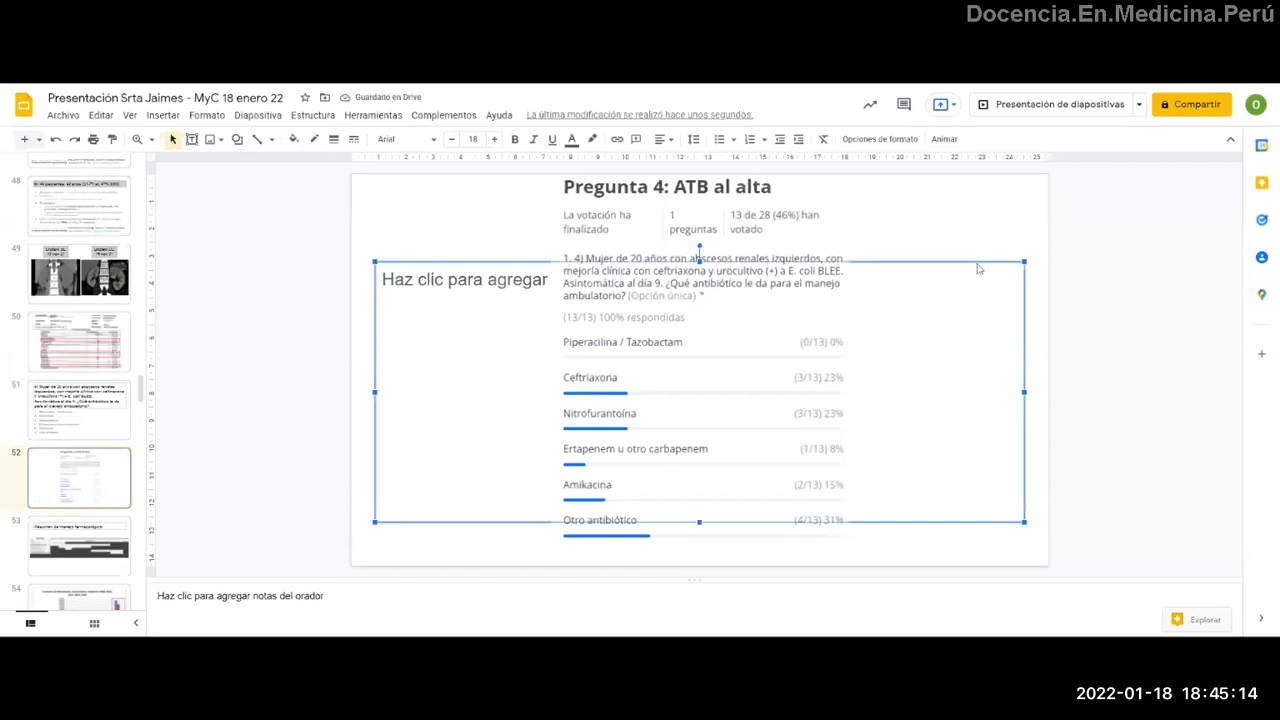 Docencia.En.Medicina.Perú
Presentación Srta Jaimes - MyC 18 enero 22
Guardado en Drive
Presentación de diapositivas
Compartir
O
Archivo Editar Ver Insertar Formato Diapositiva Estructura Herramientas Complementos Ayuda
La última modificación se realizó hace unos segundos.
Arial
18
Opciones de formato
Animar
48
49
50
51
52
53
54
Pregunta 4: ATB al alta
La votación ha
finalizado
1
preguntas
13 de 28 (46%) han
votado
1. 4) Mujer de 20 años con abscesos renales izquierdos, con
mejoría clínica con ceftriaxona y urocultivo (+) a E. coli BLEE.
Asintomática al día 9. ¿Qué antibiótico le da para el manejo
ambulatorio? (Opción única) *
Haz clic para agregar
(13/13) 100% respondidas
Piperacilina / Tazobactam (0/13) 0%
Ceftriaxona (3/13) 23%
Nitrofurantoína (3/13) 23%
Ertapenem u otro carbapenem (1/13) 8%
Amikacina (2/13) 15%
Otro antibiótico (4/13) 31%
Haz clic para agregar notas del orador
Explorar
2022-01-18 18:45:14